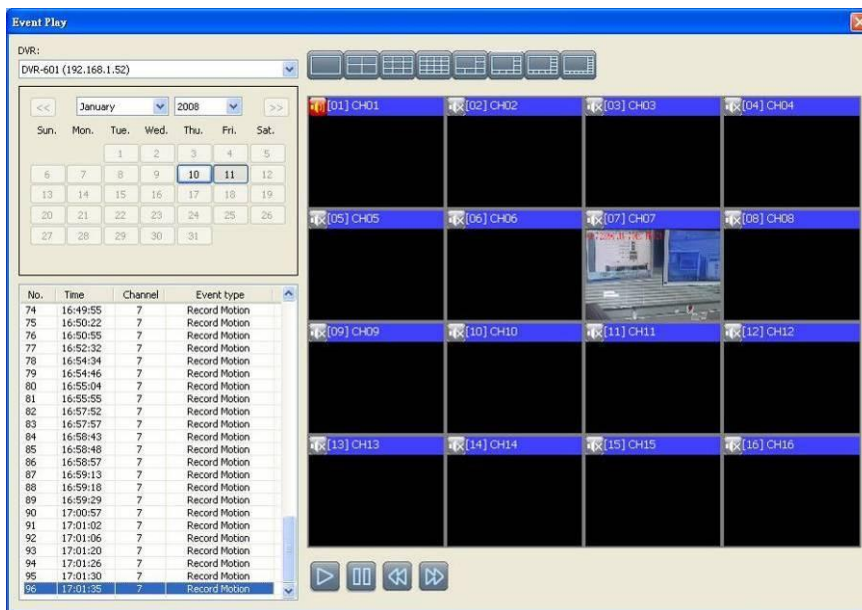 Event Play
DVR:
DVR-601 (192.168.1.52)
<< January 2008 >>
Sun. Mon. Tue. Wed. Thu. Fri. Sat.
1 2 3 4 5
6 7 8 9 10 11 12
13 14 15 16 17 18 19
20 21 22 23 24 25 26
27 28 29 30 31
No. Time Channel Event type
74 16:49:55 7 Record Motion
75 16:50:22 7 Record Motion
76 16:50:55 7 Record Motion
77 16:52:32 7 Record Motion
78 16:54:34 7 Record Motion
79 16:54:46 7 Record Motion
80 16:55:04 7 Record Motion
81 16:55:55 7 Record Motion
82 16:57:52 7 Record Motion
83 16:57:57 7 Record Motion
84 16:58:43 7 Record Motion
85 16:58:48 7 Record Motion
86 16:58:57 7 Record Motion
87 16:59:13 7 Record Motion
88 16:59:18 7 Record Motion
89 16:59:29 7 Record Motion
90 17:00:57 7 Record Motion
91 17:01:02 7 Record Motion
92 17:01:06 7 Record Motion
93 17:01:20 7 Record Motion
94 17:01:26 7 Record Motion
95 17:01:30 7 Record Motion
96 17:01:35 7 Record Motion
[01] CH01 [02] CH02 [03] CH03 [04] CH04
[05] CH05 [06] CH06 [07] CH07 [08] CH08
[09] CH09 [10] CH10 [11] CH11 [12] CH12
[13] CH13 [14] CH14 [15] CH15 [16] CH16